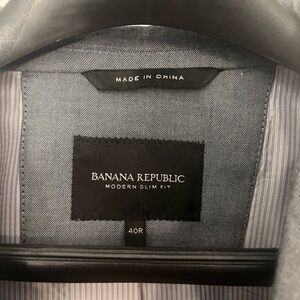 MADE IN CHINA
BANANA REPUBLIC
MODERN SLIM FIT
40R